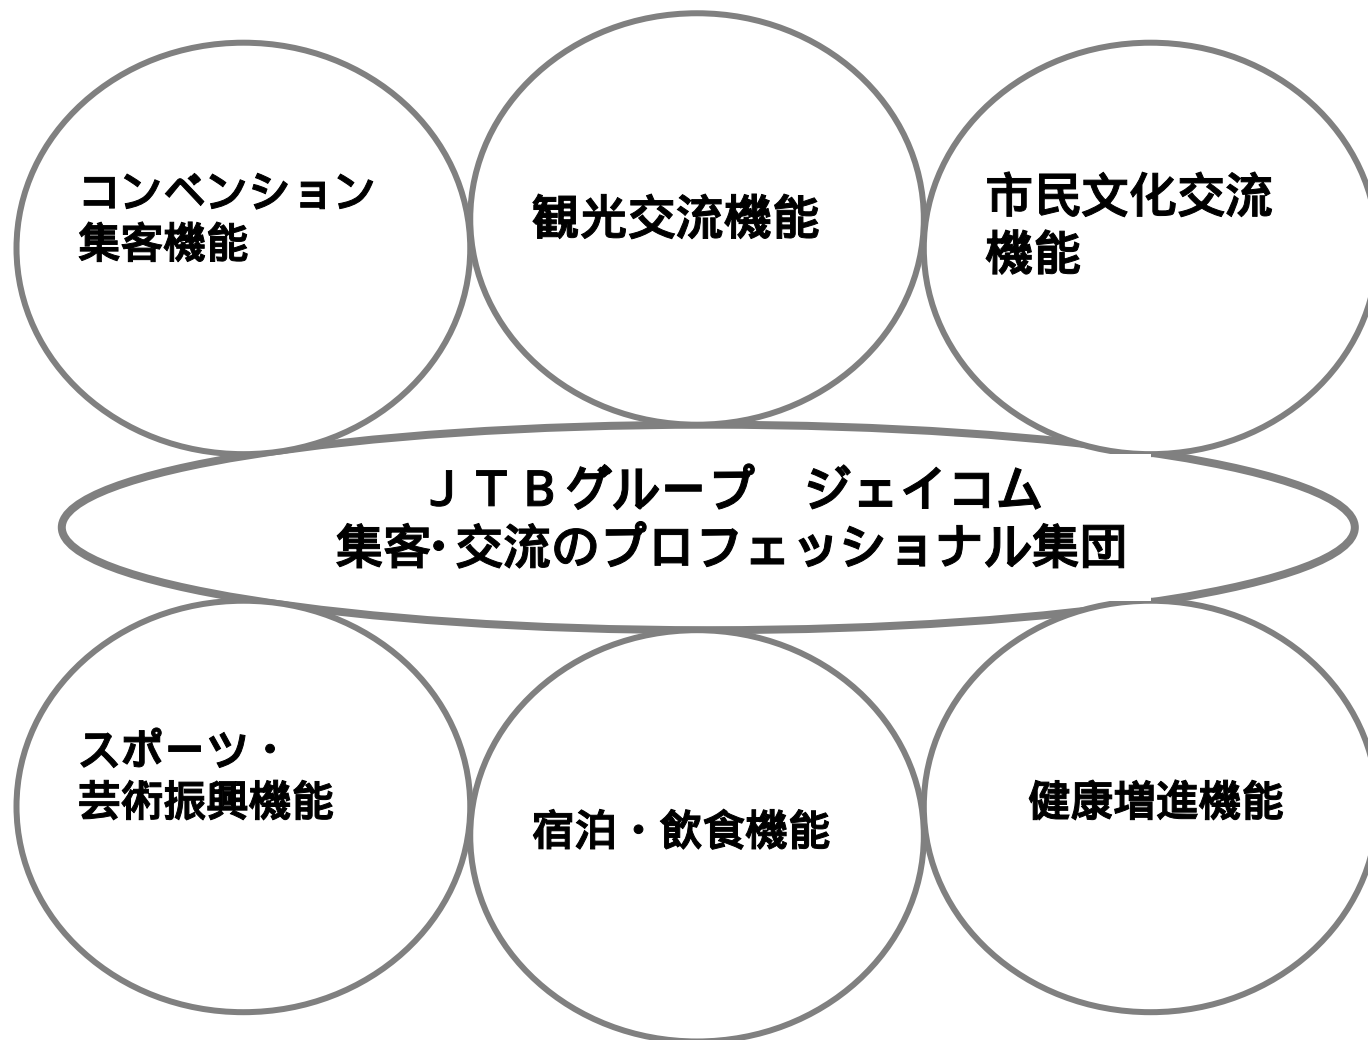 コンベンション
集客機能
観光交流機能
市民文化交流
機能
ＪＴＢグループ　ジェイコム
集客・交流のプロフェッショナル集団
スポーツ・
芸術振興機能
宿泊・飲食機能
健康増進機能